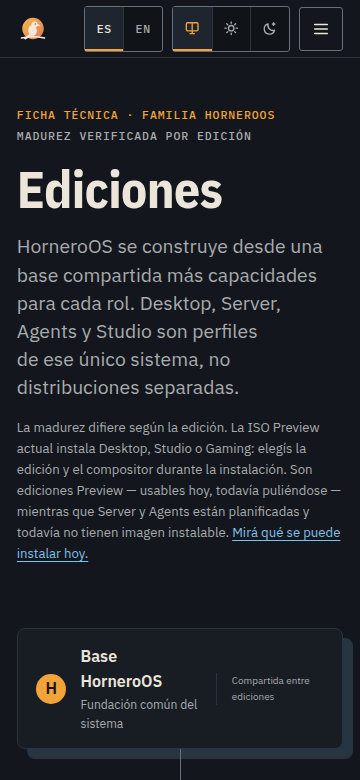 ES EN
FICHA TÉCNICA · FAMILIA HORNEROOS
MADUREZ VERIFICADA POR EDICIÓN
Ediciones
HorneroOS se construye desde una
base compartida más capacidades
para cada rol. Desktop, Server,
Agents y Studio son perfiles
de ese único sistema, no
distribuciones separadas.
La madurez difiere según la edición. La ISO Preview
actual instala Desktop, Studio o Gaming: elegís la
edición y el compositor durante la instalación. Son
ediciones Preview — usables hoy, todavía puliéndose —
mientras que Server y Agents están planificadas y
todavía no tienen imagen instalable. Mirá qué se puede
instalar hoy.
H
Base
HorneroOS
Fundación común del
sistema
Compartida entre
ediciones